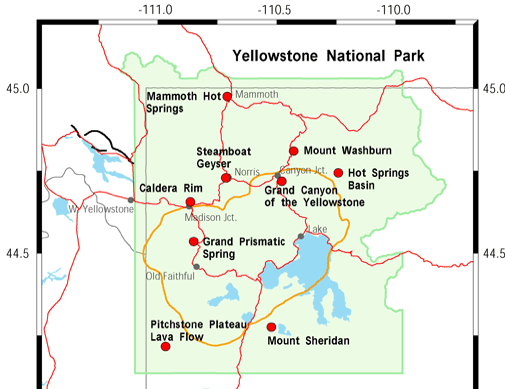 -111.0
-110.5
-110.0
Yellowstone National Park
45.0
45.0
Mammoth Hot
Springs
Mammoth
Steamboat
Geyser
Mount Washburn
Norris
Canyon Jct.
Hot Springs
Basin
Caldera Rim
Grand Canyon
of the Yellowstone
W. Yellowstone
Madison Jct.
Lake
Grand Prismatic
Spring
44.5
44.5
Old Faithful
Pitchstone Plateau
Lava Flow
Mount Sheridan